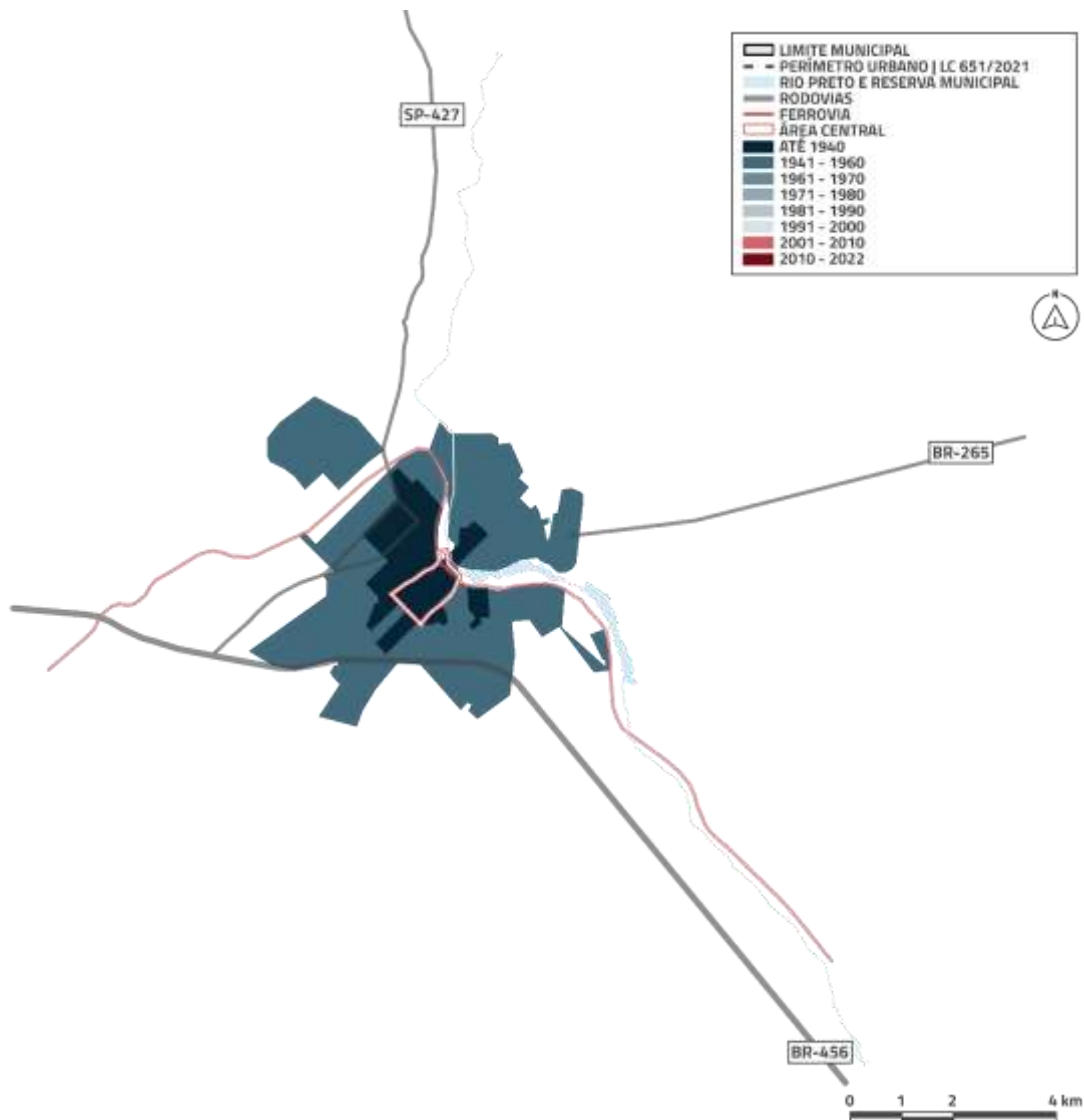 LIMITE MUNICIPAL
PERÍMETRO URBANO | LC 651/2021
RIO PRETO E RESERVA MUNICIPAL
RODOVIAS
FERROVIA
ÁREA CENTRAL
ATÉ 1940
1941 - 1960
1961 - 1970
1971 - 1980
1981 - 1990
1991 - 2000
2001 - 2010
2010 - 2022
N
SP-427
BR-265
BR-456
0 1 2 4 km